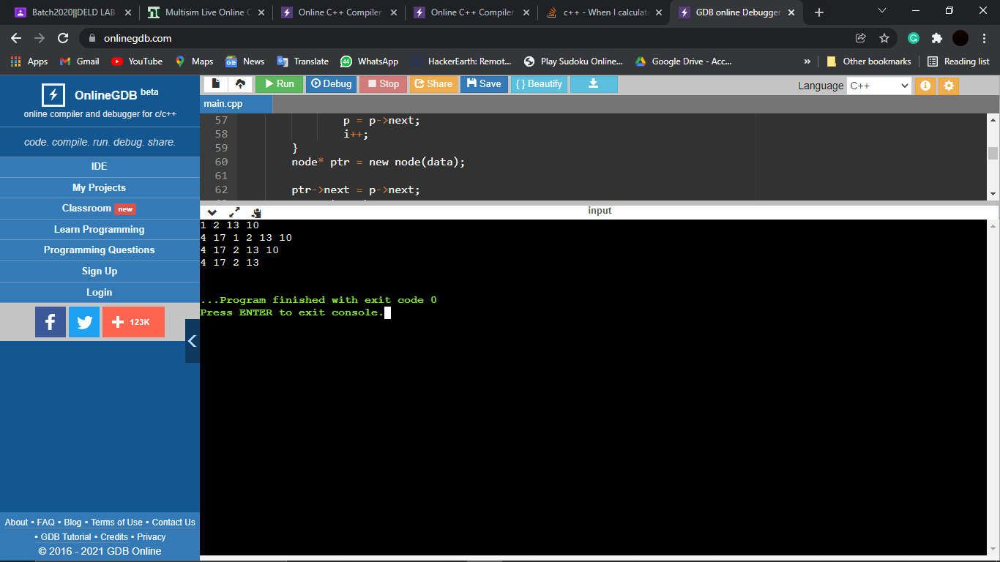 Batch2020||DELD LAB
Multisim Live Online C
Online C++ Compiler
Online C++ Compiler
c++ - When I calculat
GDB online Debugger
onlinegdb.com
Apps
Gmail
YouTube
Maps
News
Translate
44
WhatsApp
HackerEarth: Remot...
Play Sudoku Online...
Google Drive - Acc...
»
Other bookmarks
Reading list
OnlineGDB beta
online compiler and debugger for c/c++
code. compile. run. debug. share.
IDE
My Projects
Classroom new
Learn Programming
Programming Questions
Sign Up
Login
123K
About • FAQ • Blog • Terms of Use • Contact Us
• GDB Tutorial • Credits • Privacy
© 2016 - 2021 GDB Online
Run
Debug
Stop
Share
Save
{ } Beautify
Language C++
main.cpp
57 p = p->next;
58 i++;
59 }
60 node* ptr = new node(data);
61
62 ptr->next = p->next;
input
1 2 13 10
4 17 1 2 13 10
4 17 2 13 10
4 17 2 13
...Program finished with exit code 0
Press ENTER to exit console.